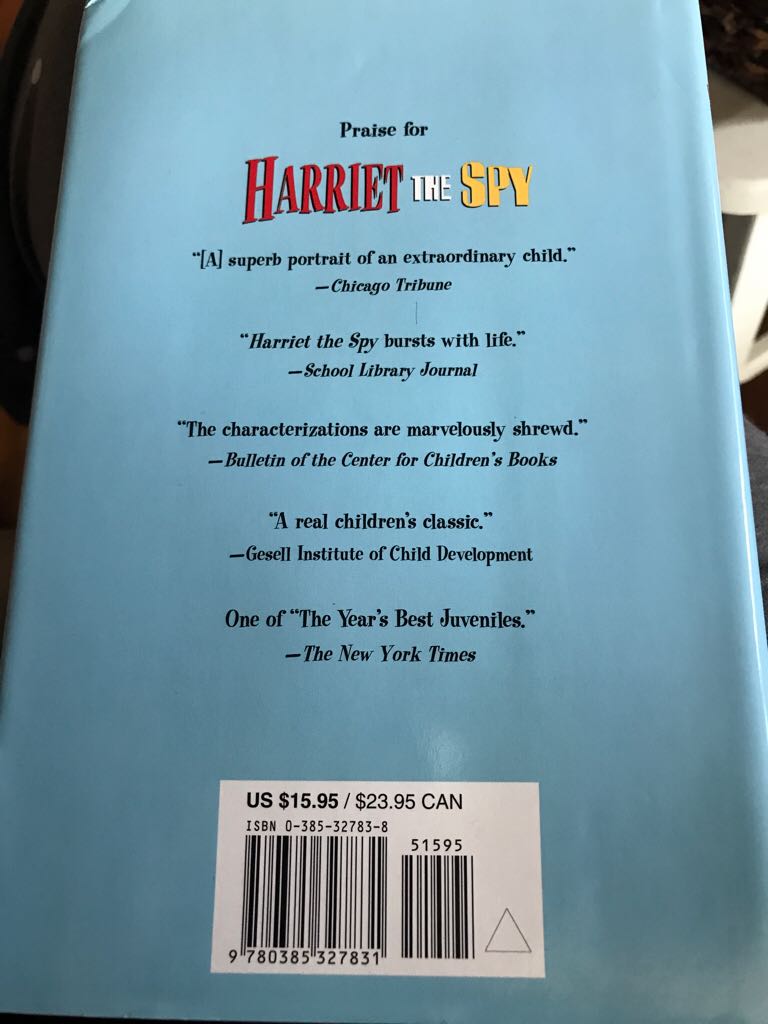 Praise for
HARRIET THE SPY
“[A] superb portrait of an extraordinary child.”
—Chicago Tribune
“Harriet the Spy bursts with life.”
—School Library Journal
“The characterizations are marvelously shrewd.”
—Bulletin of the Center for Children’s Books
“A real children’s classic.”
—Gesell Institute of Child Development
One of “The Year’s Best Juveniles.”
—The New York Times
US $15.95 / $23.95 CAN
ISBN 0-385-32783-8
51595
9 780385 327831